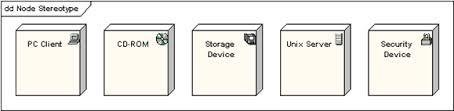 dd Node Stereotype
PC Client
CD-ROM
Storage
Device
Unix Server
Security
Device